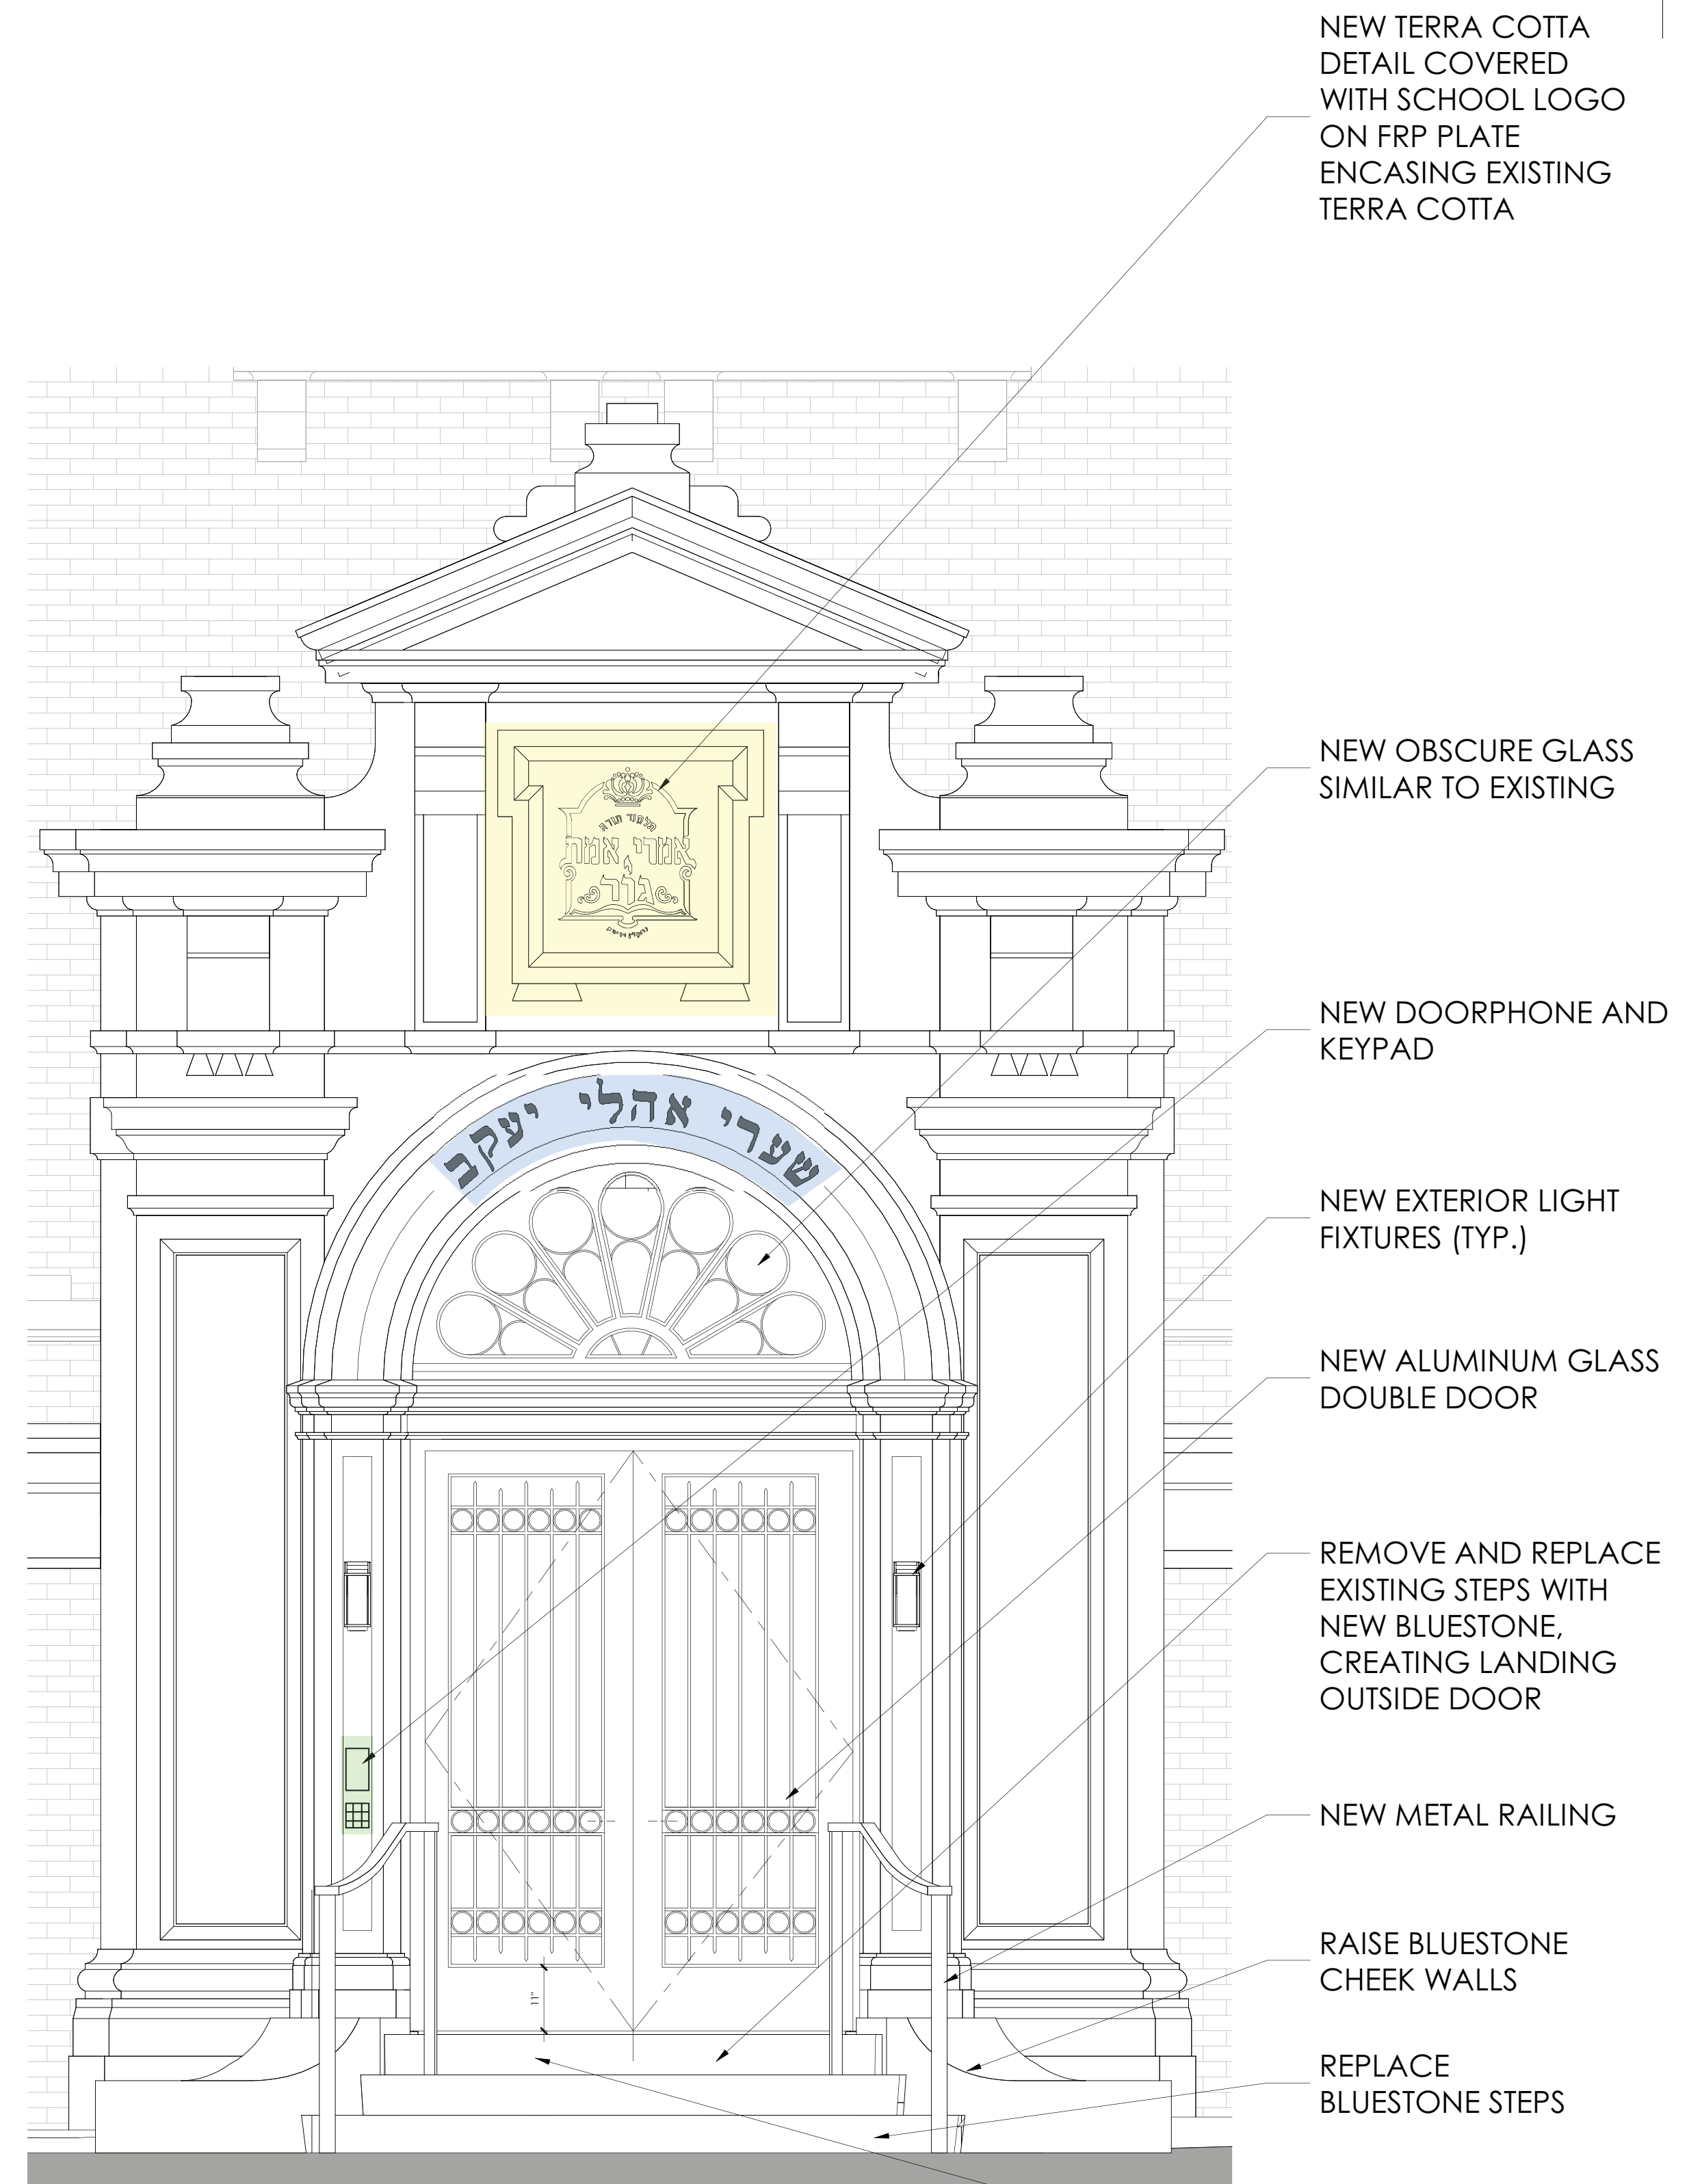 NEW TERRA COTTA
DETAIL COVERED
WITH SCHOOL LOGO
ON FRP PLATE
ENCASING EXISTING
TERRA COTTA
תלמוד תורה
אמרי אמת
ד׳
גור
NEW OBSCURE GLASS
SIMILAR TO EXISTING
NEW DOORPHONE AND
KEYPAD
שערי אהלי יעקב
NEW EXTERIOR LIGHT
FIXTURES (TYP.)
NEW ALUMINUM GLASS
DOUBLE DOOR
REMOVE AND REPLACE
EXISTING STEPS WITH
NEW BLUESTONE,
CREATING LANDING
OUTSIDE DOOR
NEW METAL RAILING
RAISE BLUESTONE
CHEEK WALLS
11"
REPLACE
BLUESTONE STEPS